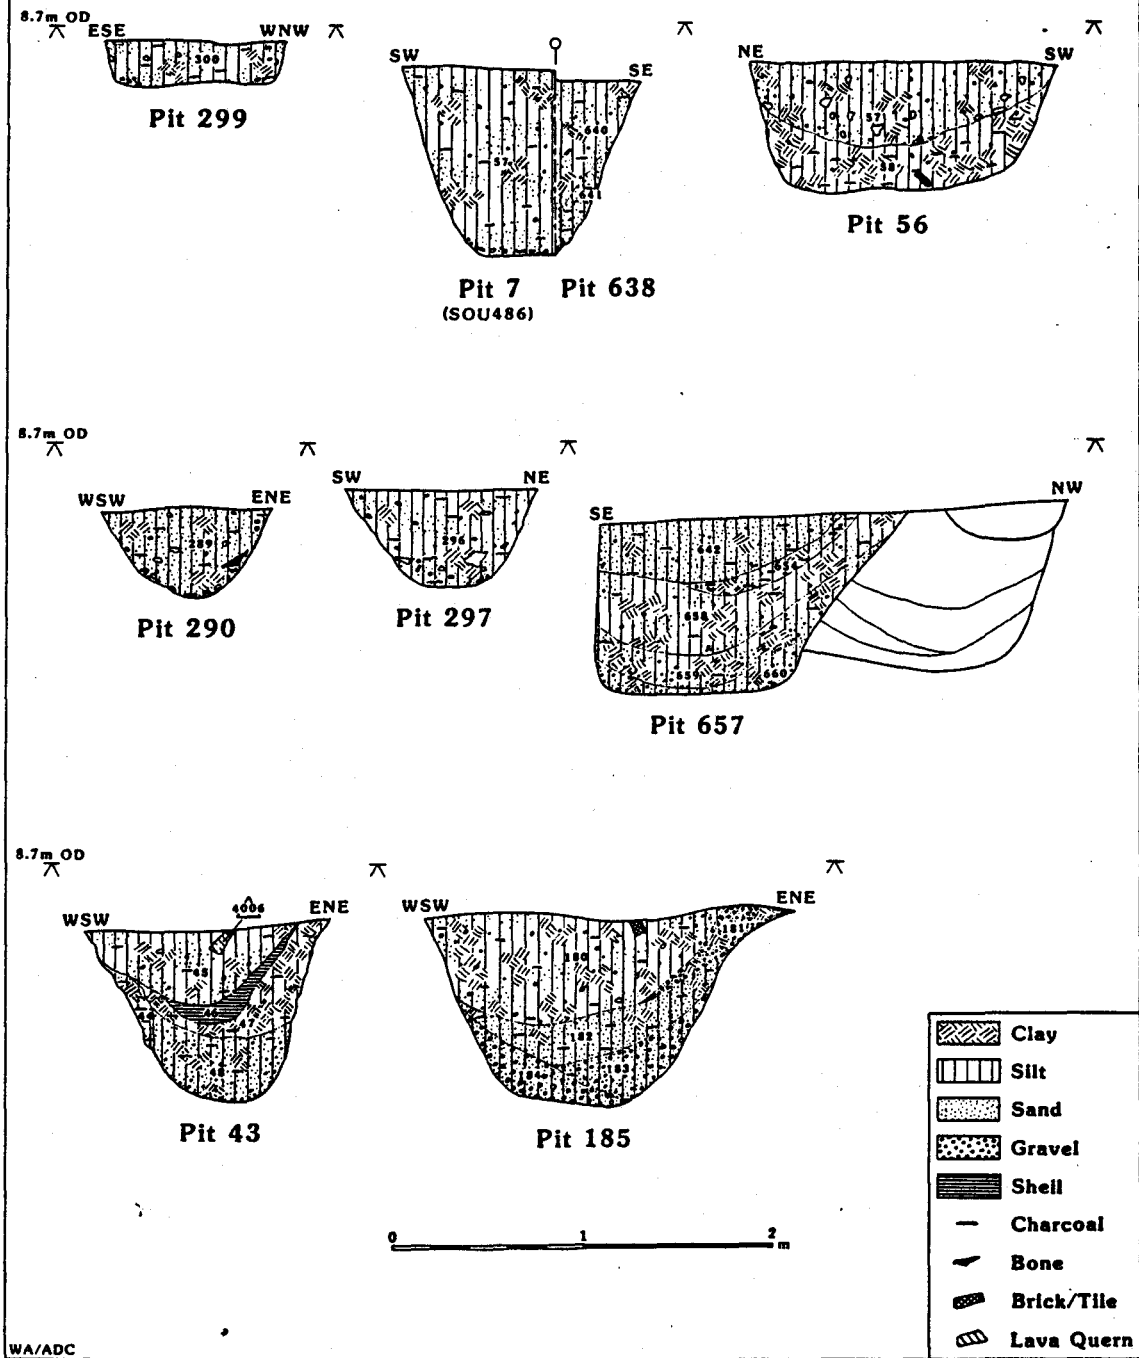 8.7m OD
ESE WNW
300
Pit 299
SW SE
57 640
641
Pit 7 Pit 638
(SOU486)
NE SW
57
58
Pit 56
8.7m OD
WSW ENE
289
Pit 290
SW NE
296
Pit 297
SE NW
642 654
658
659 660
Pit 657
8.7m OD
WSW ENE
4006
45
46
44 47
48
Pit 43
WSW ENE
181
180
182
184 183
Pit 185
0 1 2 m
Clay
Silt
Sand
Gravel
Shell
Charcoal
Bone
Brick/Tile
Lava Quern
WA/ADC